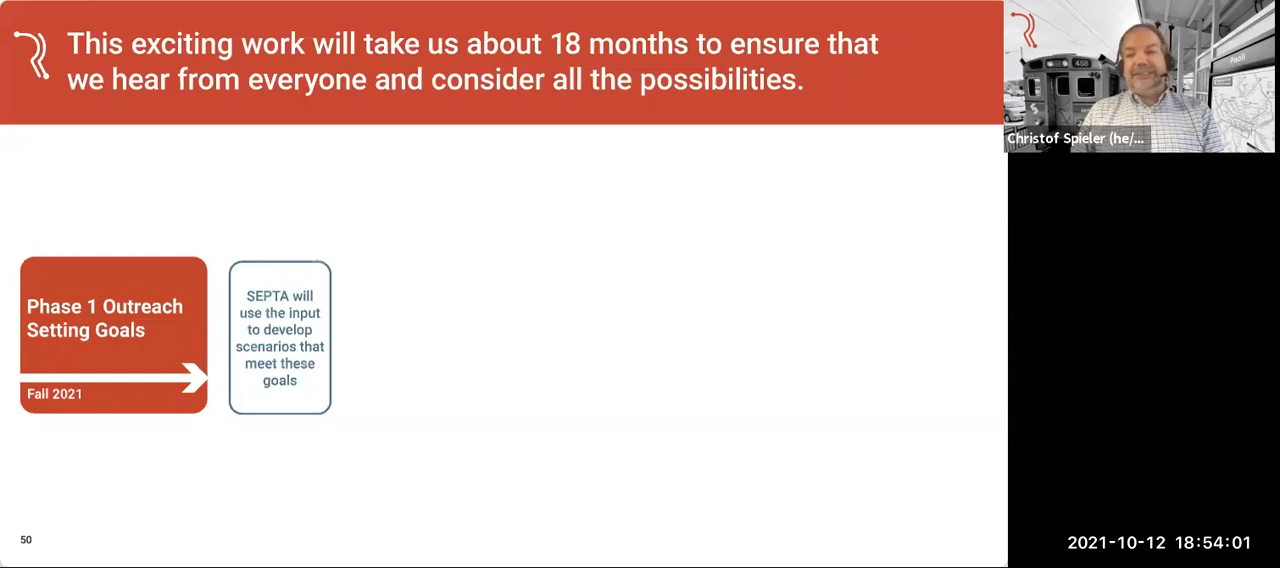 This exciting work will take us about 18 months to ensure that
we hear from everyone and consider all the possibilities.
458
Paoli
Christof Spieler (he/...
Phase 1 Outreach
Setting Goals
Fall 2021
SEPTA will
use the input
to develop
scenarios that
meet these
goals
50
2021-10-12 18:54:01